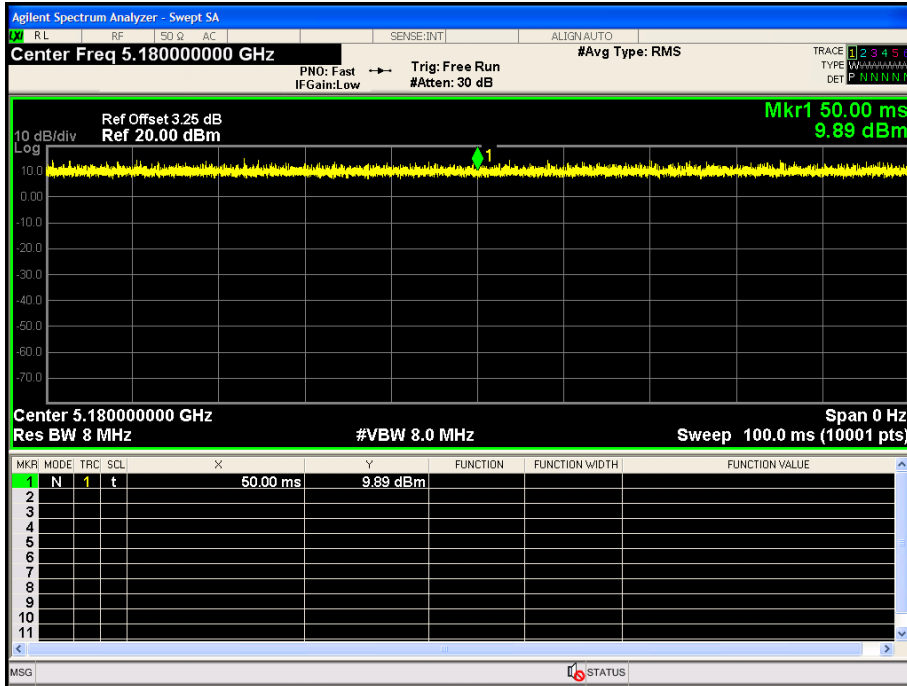 Agilent Spectrum Analyzer - Swept SA
LXI RL RF 50 Ω AC SENSE:INT ALIGN AUTO
Center Freq 5.180000000 GHz #Avg Type: RMS TRACE 1 2 3 4 5 6
PNO: Fast Trig: Free Run TYPE
IFGain:Low #Atten: 30 dB DET P N N N N
Mkr1 50.00 ms
Ref Offset 3.25 dB
10 dB/div Ref 20.00 dBm 9.89 dBm
Log
1
10.0
0.00
-10.0
-20.0
-30.0
-40.0
-50.0
-60.0
-70.0
Center 5.180000000 GHz Span 0 Hz
Res BW 8 MHz #VBW 8.0 MHz Sweep 100.0 ms (10001 pts)
MKR MODE TRC SCL X Y FUNCTION FUNCTION WIDTH FUNCTION VALUE
1 N 1 t 50.00 ms 9.89 dBm
2
3
4
5
6
7
8
9
10
11
MSG STATUS